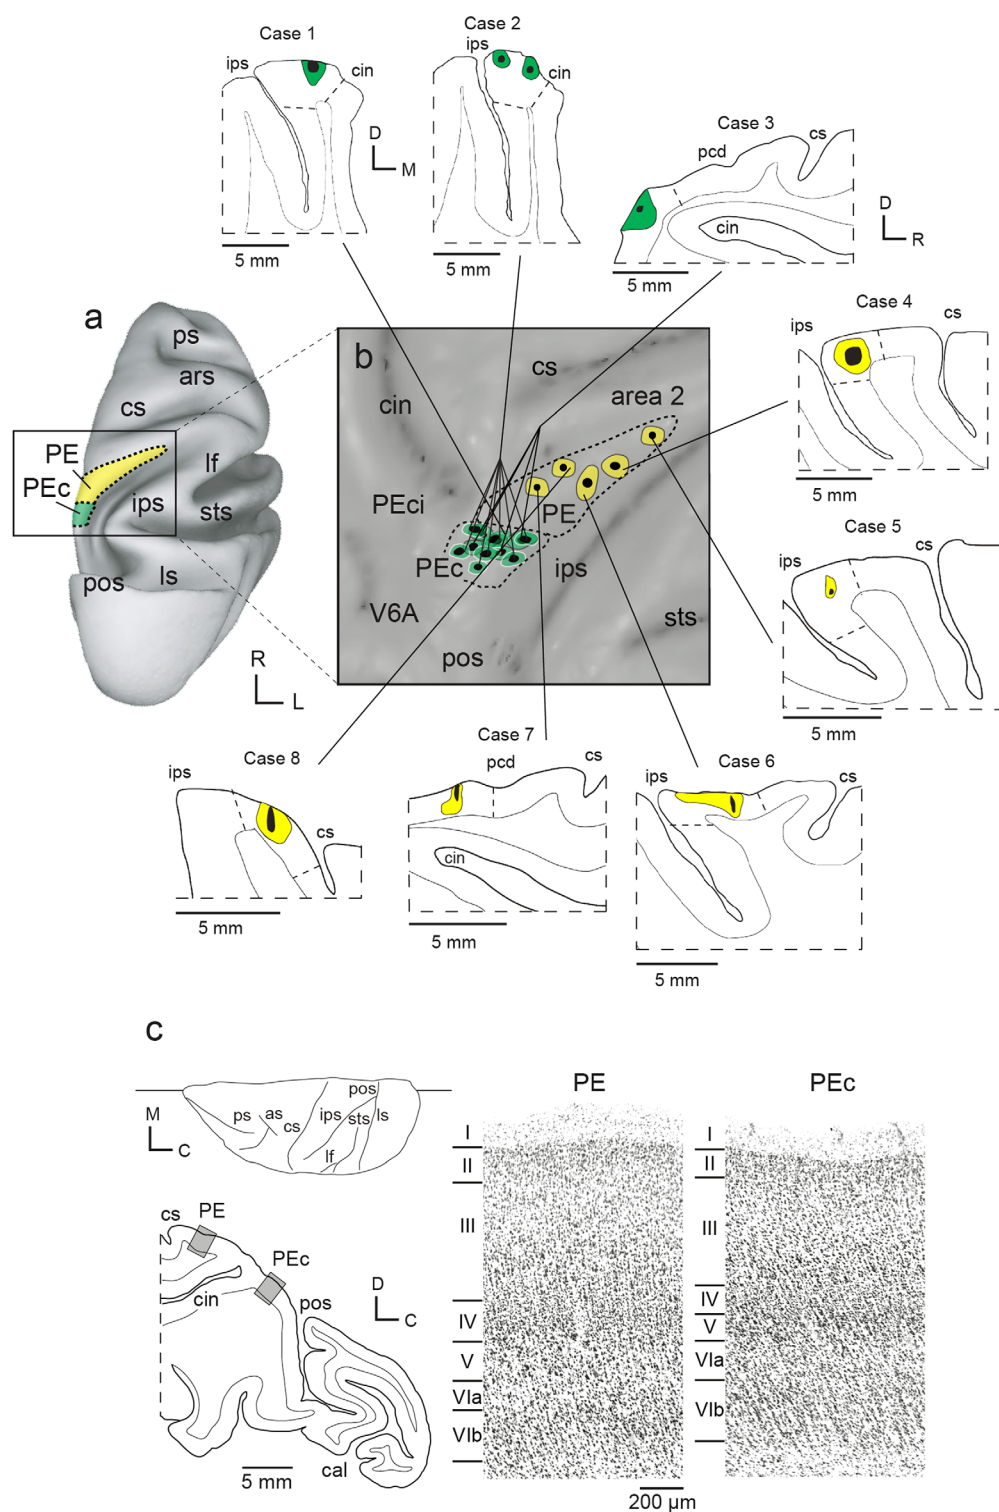 Case 1
ips
cin
D
M
5 mm
Case 2
ips
cin
5 mm
Case 3
pcd
cs
cin
D
R
5 mm
a
ps
ars
cs
PE
PEc
lf
ips
sts
pos
ls
R
L
b
cs
cin
area 2
PEci
PE
PEc
ips
V6A
sts
pos
Case 4
ips
cs
5 mm
Case 5
ips
cs
5 mm
Case 8
ips
cs
5 mm
Case 7
pcd
cs
cin
5 mm
Case 6
ips
cs
5 mm
c
M
C
ps
as
cs
ips
pos
sts
ls
lf
cs
PE
PEc
cin
pos
D
C
cal
5 mm
PE
I
II
III
IV
V
VIa
VIb
PEc
I
II
III
IV
V
VIa
VIb
200 µm